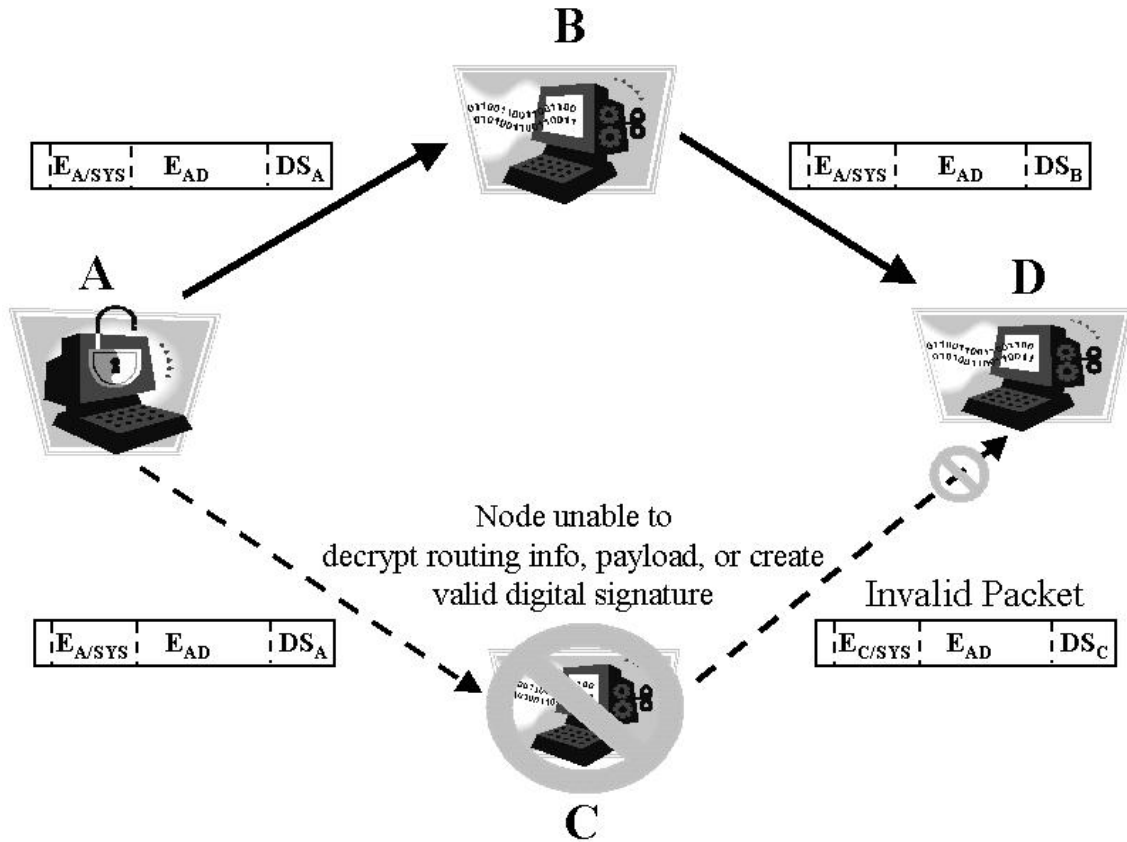 B
E_A/SYS E_AD DS_A
E_A/SYS E_AD DS_B
A
D
Node unable to
decrypt routing info, payload, or create
valid digital signature
Invalid Packet
E_A/SYS E_AD DS_A
E_C/SYS E_AD DS_C
C